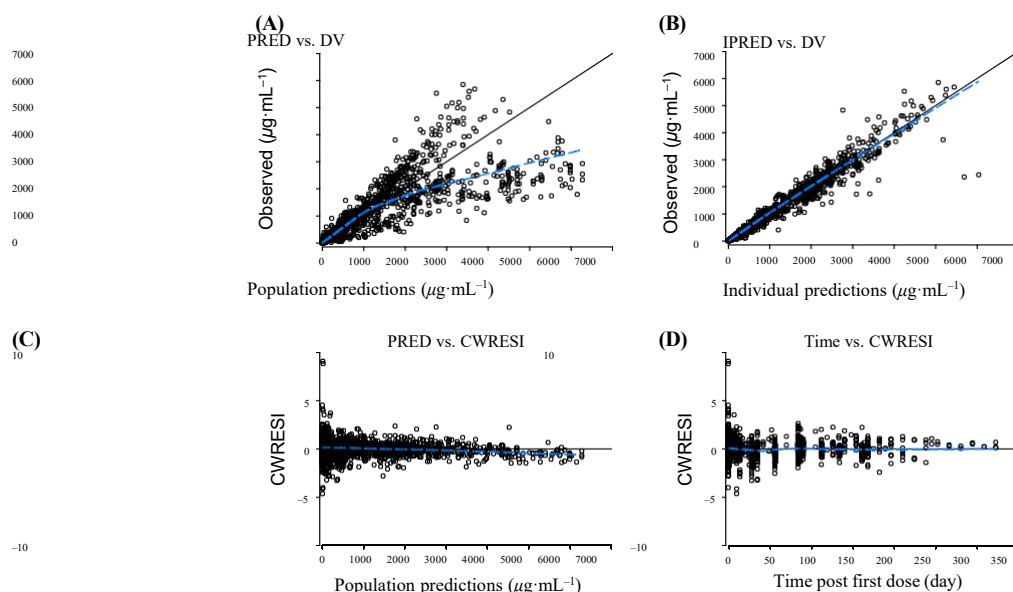 (A)
PRED vs. DV
7000
6000
5000
4000
3000
2000
1000
0
Observed (µg·mL⁻¹)
0 1000 2000 3000 4000 5000 6000 7000
Population predictions (µg·mL⁻¹)
(B)
IPRED vs. DV
7000
6000
5000
4000
3000
2000
1000
0
Observed (µg·mL⁻¹)
0 1000 2000 3000 4000 5000 6000 7000
Individual predictions (µg·mL⁻¹)
(C)
PRED vs. CWRESI
10
5
0
−5
−10
CWRESI
0 1000 2000 3000 4000 5000 6000 7000
Population predictions (µg·mL⁻¹)
(D)
Time vs. CWRESI
10
5
0
−5
−10
CWRESI
0 50 100 150 200 250 300 350
Time post first dose (day)